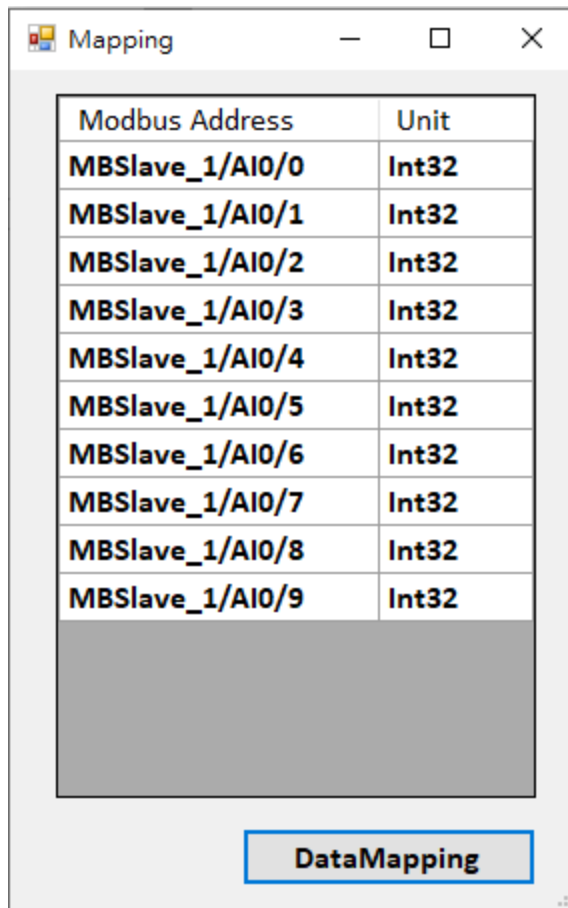 Mapping
Modbus Address Unit
MBSlave_1/AI0/0 Int32
MBSlave_1/AI0/1 Int32
MBSlave_1/AI0/2 Int32
MBSlave_1/AI0/3 Int32
MBSlave_1/AI0/4 Int32
MBSlave_1/AI0/5 Int32
MBSlave_1/AI0/6 Int32
MBSlave_1/AI0/7 Int32
MBSlave_1/AI0/8 Int32
MBSlave_1/AI0/9 Int32
DataMapping